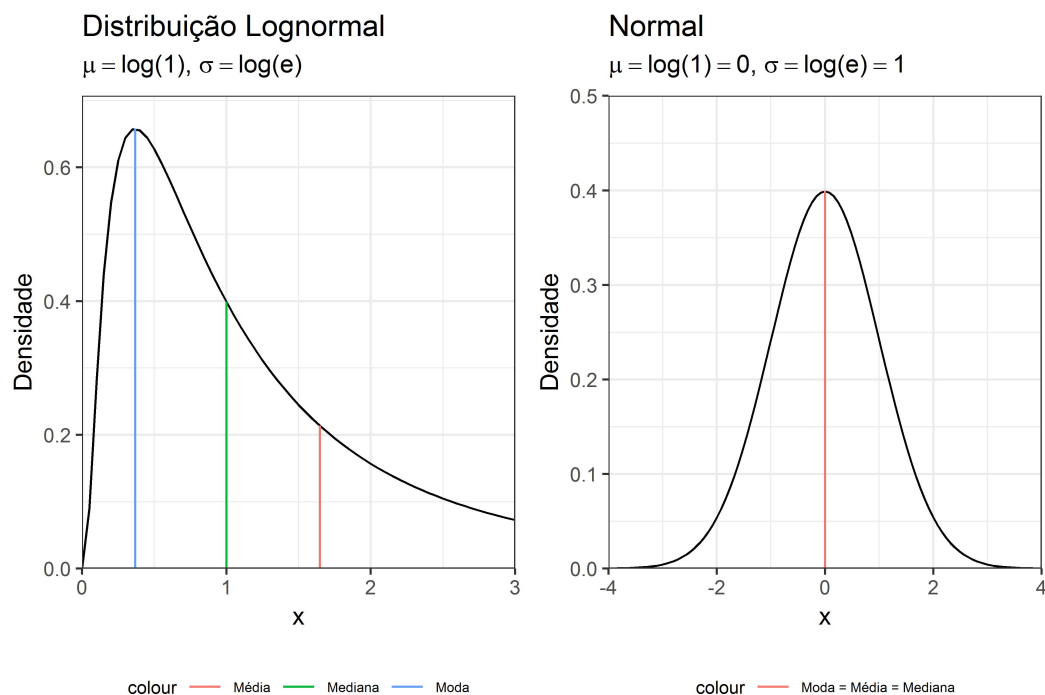 Distribuição Lognormal
μ = log(1), σ = log(e)
Densidade
0.6
0.4
0.2
0.0
0 1 2 3
x
colour Média Mediana Moda
Normal
μ = log(1) = 0, σ = log(e) = 1
Densidade
0.5
0.4
0.3
0.2
0.1
0.0
-4 -2 0 2 4
x
colour Moda = Média = Mediana